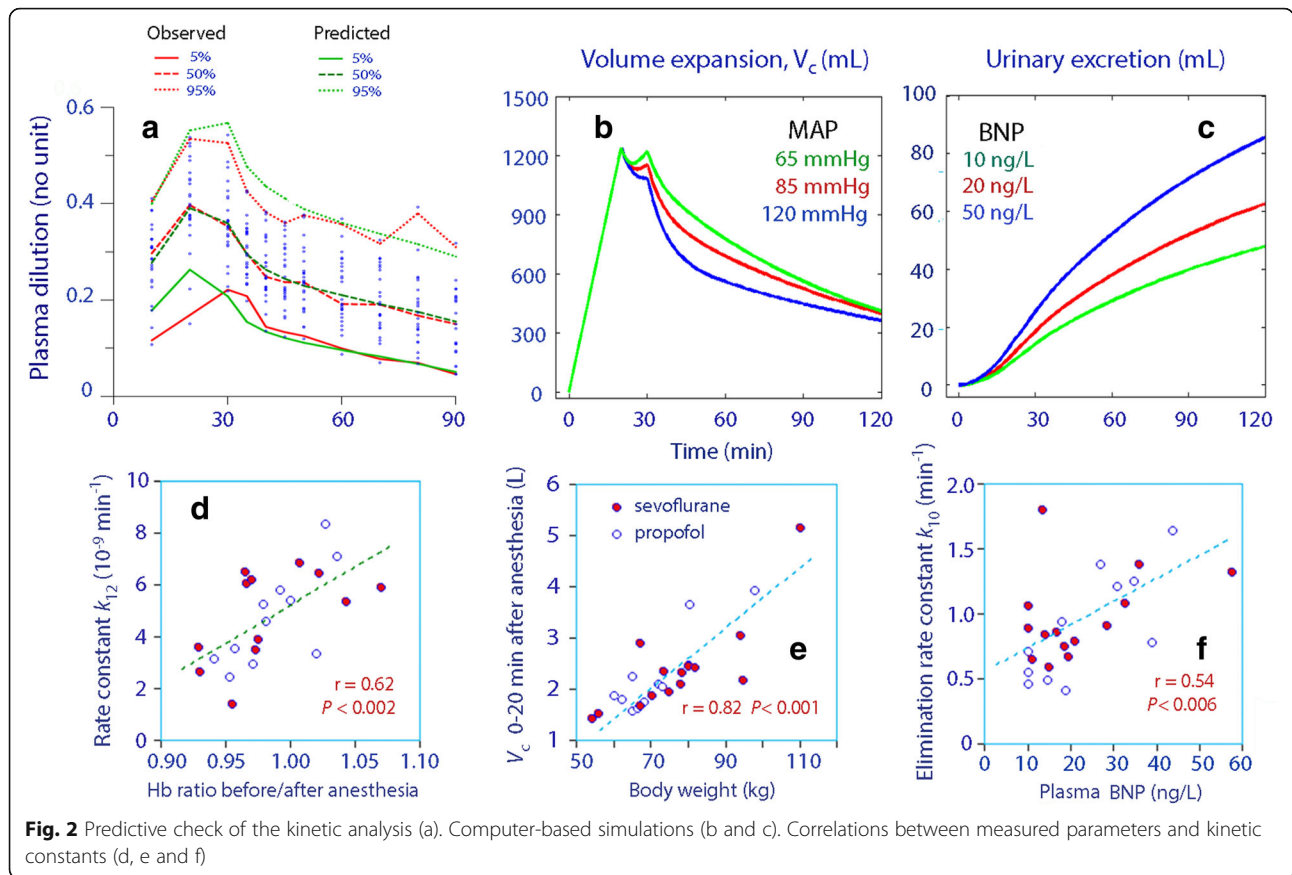 Observed Predicted
5% 5%
50% 50%
95% 95%
Plasma dilution (no unit)
0.6
0.4
0.2
0
a
0 30 60 90
Volume expansion, Vc (mL)
1500
1200
900
600
300
0
b
MAP
65 mmHg
85 mmHg
120 mmHg
0 30 60 90 120
Urinary excretion (mL)
100
80
60
40
20
0
BNP
c
10 ng/L
20 ng/L
50 ng/L
0 30 60 90 120
Time (min)
Rate constant k12 (10⁻⁹ min⁻¹)
10
8
6
4
2
0
d
r = 0.62
P < 0.002
0.90 0.95 1.00 1.05 1.10
Hb ratio before/after anesthesia
Vc 0-20 min after anesthesia (L)
6
5
4
3
2
1
sevoflurane
propofol
e
r = 0.82 P < 0.001
50 70 90 110
Body weight (kg)
Elimination rate constant k10 (min⁻¹)
2.0
1.5
1.0
0.5
0
f
r = 0.54
P < 0.006
0 10 20 30 40 50 60
Plasma BNP (ng/L)
Fig. 2 Predictive check of the kinetic analysis (a). Computer-based simulations (b and c). Correlations between measured parameters and kinetic
constants (d, e and f)